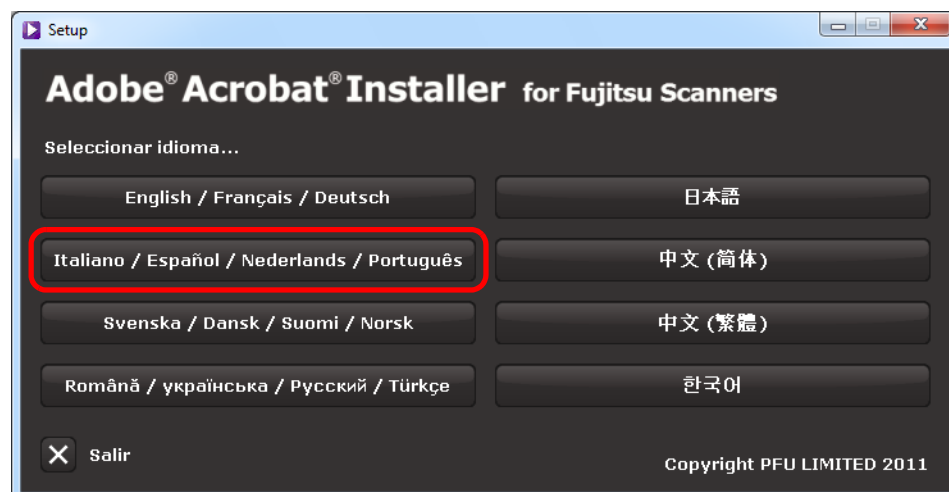 Setup
Adobe® Acrobat® Installer for Fujitsu Scanners
Seleccionar idioma...
English / Français / Deutsch
日本語
Italiano / Español / Nederlands / Português
中文 (简体)
Svenska / Dansk / Suomi / Norsk
中文 (繁體)
Română / українська / Русский / Türkçe
한국어
Salir
Copyright PFU LIMITED 2011